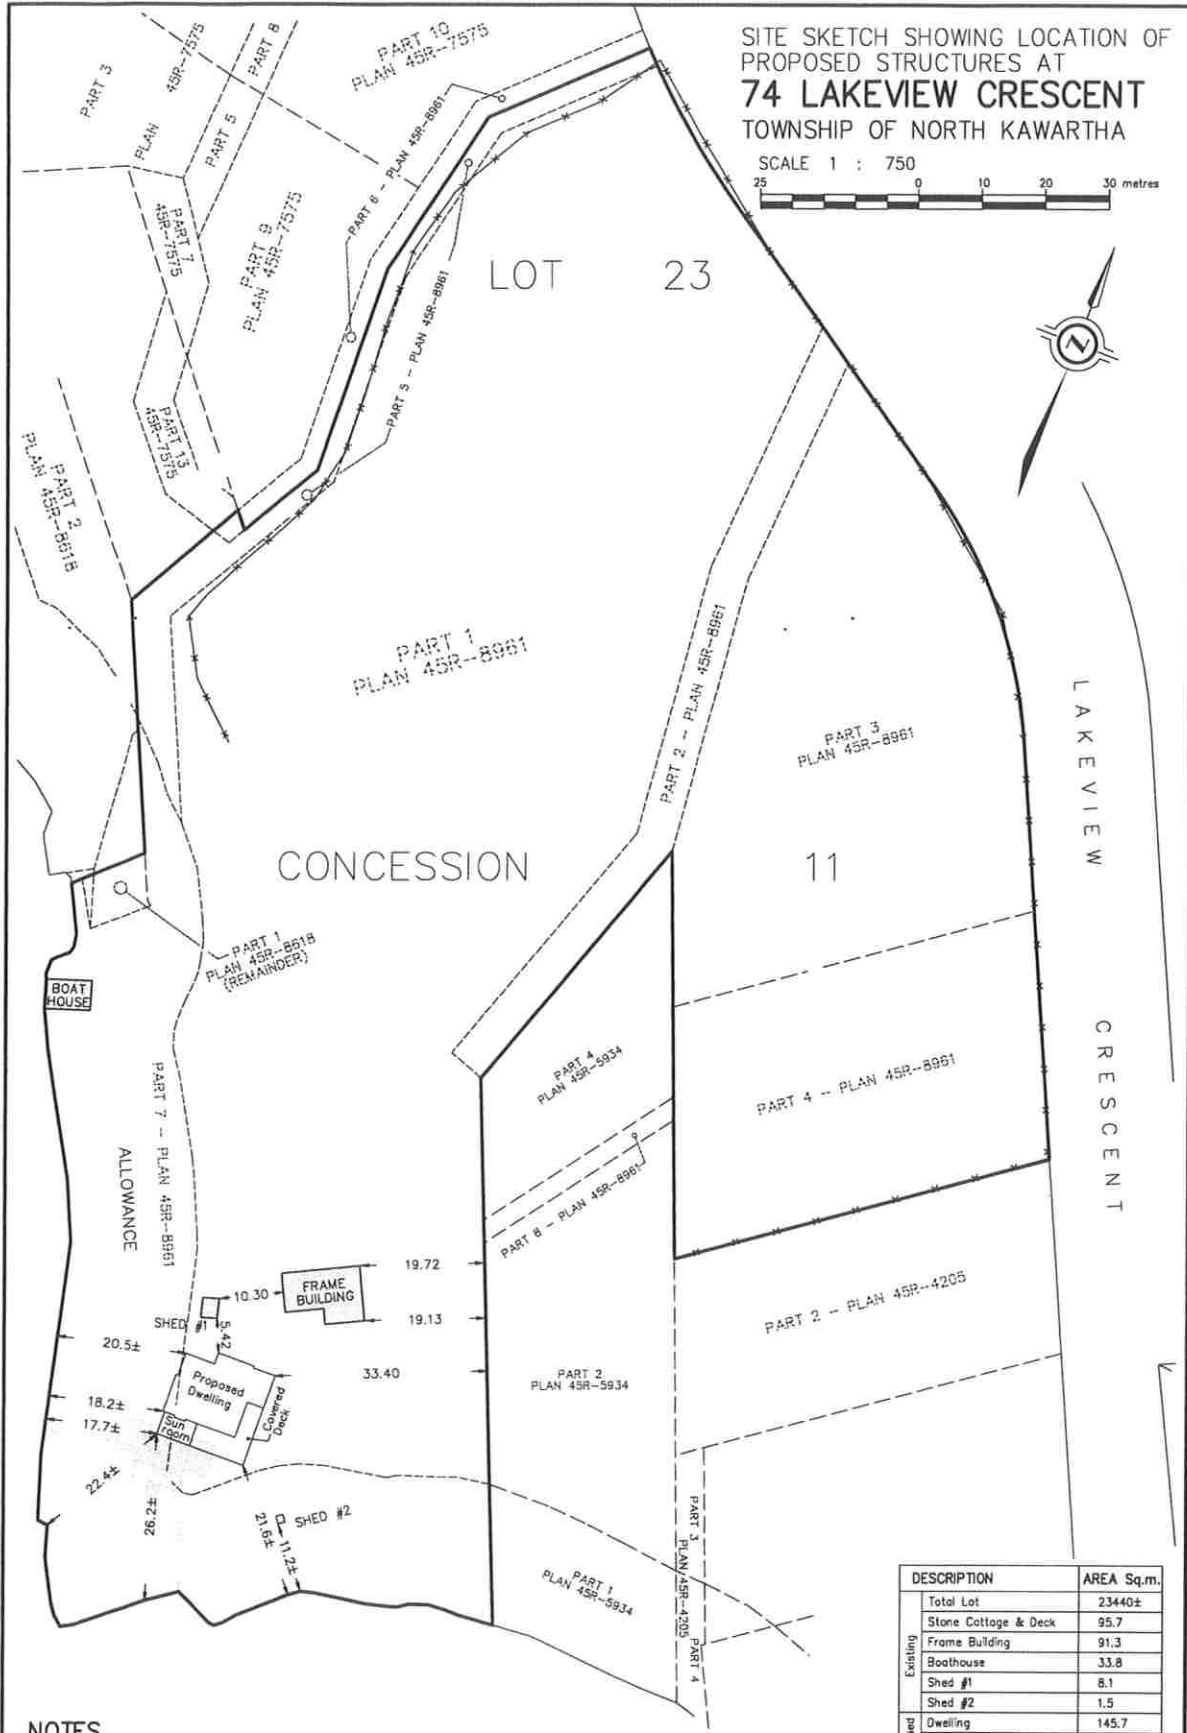 SITE SKETCH SHOWING LOCATION OF
PROPOSED STRUCTURES AT
74 LAKEVIEW CRESCENT
TOWNSHIP OF NORTH KAWARTHA
SCALE 1 : 750
25 0 10 20 30 metres
PART 10
PLAN 45R-7575
PART 3
PLAN 45R-7575
PART 8
PART 5
PART 7
45R-7575
PART 9
PLAN 45R-7575
PART 6 - PLAN 45R-8961
PART 5 - PLAN 45R-8961
LOT 23
N
PART 13
45R-7575
PART 2
PLAN 45R-8618
PART 1
PLAN 45R-8961
PART 2 - PLAN 45R-8961
PART 3
PLAN 45R-8961
LAKEVIEW CRESCENT
CONCESSION 11
PART 1
PLAN 45R-8618
(REMAINDER)
BOAT
HOUSE
PART 4
PLAN 45R-5934
PART 4 - PLAN 45R-8961
PART 7 - PLAN 45R-8961
ALLOWANCE
PART 8 - PLAN 45R-8961
19.72
10.30
FRAME
BUILDING
19.13
SHED #1
5.42
20.5±
33.40
Proposed
Dwelling
Covered
Deck
Sun
room
18.2±
17.7±
22.4±
26.2±
21.6±
11.2±
SHED #2
PART 2
PLAN 45R-5934
PART 2 - PLAN 45R-4205
PART 3
PLAN 45R-4205
PART 4
PART 1
PLAN 45R-5934
DESCRIPTION AREA Sq.m.
Existing
Total Lot 23440±
Stone Cottage & Deck 95.7
Frame Building 91.3
Boathouse 33.8
Shed #1 8.1
Shed #2 1.5
Dwelling 145.7
NOTES